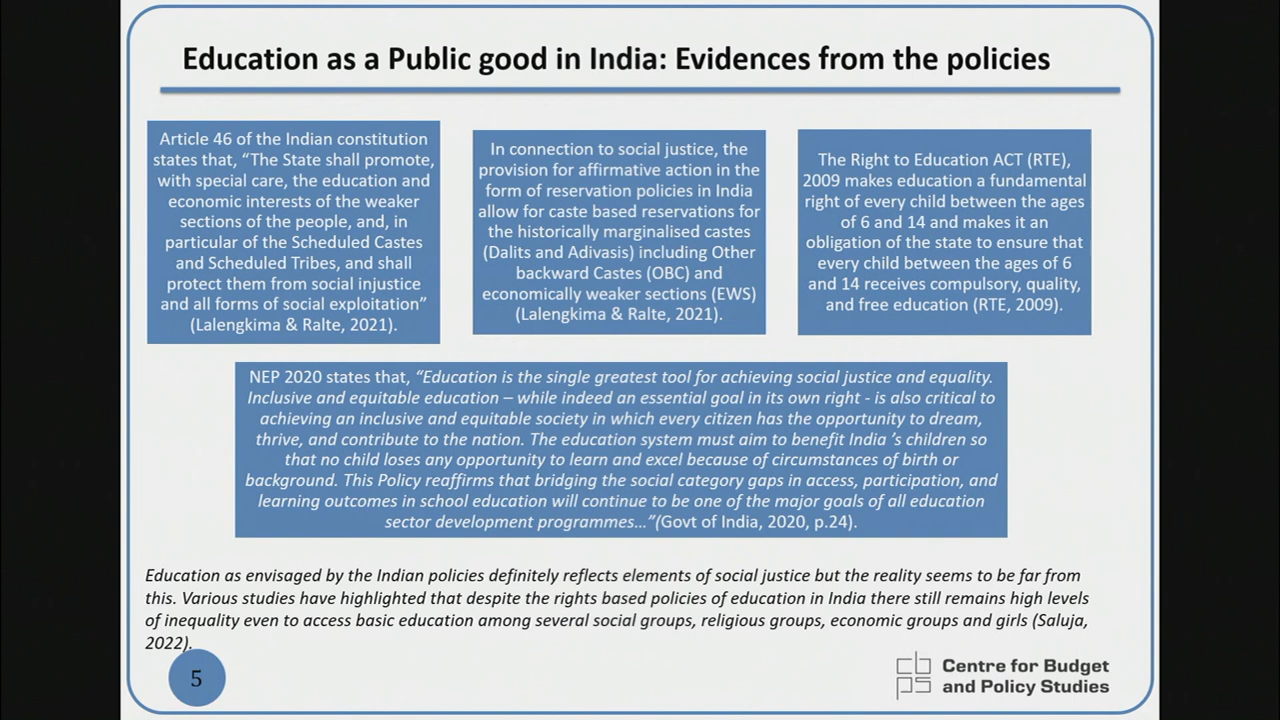 Education as a Public good in India: Evidences from the policies
Article 46 of the Indian constitution
states that, “The State shall promote,
with special care, the education and
economic interests of the weaker
sections of the people, and, in
particular of the Scheduled Castes
and Scheduled Tribes, and shall
protect them from social injustice
and all forms of social exploitation”
(Lalengkima & Ralte, 2021).
In connection to social justice, the
provision for affirmative action in the
form of reservation policies in India
allow for caste based reservations for
the historically marginalised castes
(Dalits and Adivasis) including Other
backward Castes (OBC) and
economically weaker sections (EWS)
(Lalengkima & Ralte, 2021).
The Right to Education ACT (RTE),
2009 makes education a fundamental
right of every child between the ages
of 6 and 14 and makes it an
obligation of the state to ensure that
every child between the ages of 6
and 14 receives compulsory, quality,
and free education (RTE, 2009).
NEP 2020 states that, “Education is the single greatest tool for achieving social justice and equality.
Inclusive and equitable education – while indeed an essential goal in its own right - is also critical to
achieving an inclusive and equitable society in which every citizen has the opportunity to dream,
thrive, and contribute to the nation. The education system must aim to benefit India ’s children so
that no child loses any opportunity to learn and excel because of circumstances of birth or
background. This Policy reaffirms that bridging the social category gaps in access, participation, and
learning outcomes in school education will continue to be one of the major goals of all education
sector development programmes…”(Govt of India, 2020, p.24).
Education as envisaged by the Indian policies definitely reflects elements of social justice but the reality seems to be far from
this. Various studies have highlighted that despite the rights based policies of education in India there still remains high levels
of inequality even to access basic education among several social groups, religious groups, economic groups and girls (Saluja,
2022).
5
cb
ps
Centre for Budget
and Policy Studies